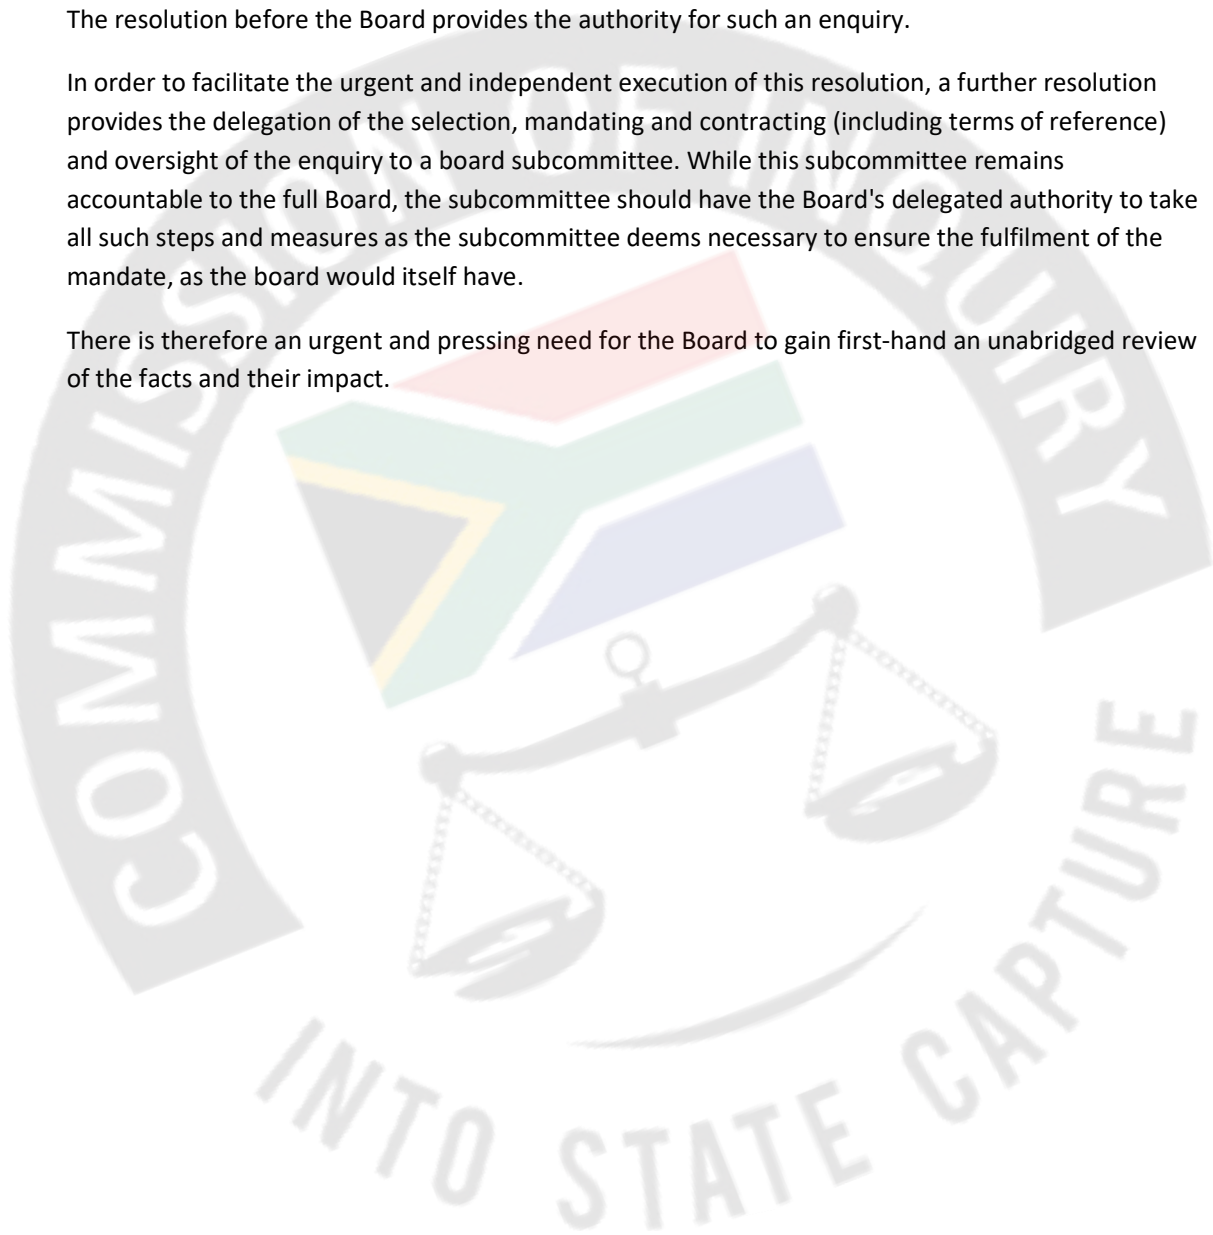 The resolution before the Board provides the authority for such an enquiry.
In order to facilitate the urgent and independent execution of this resolution, a further resolution
provides the delegation of the selection, mandating and contracting (including terms of reference)
and oversight of the enquiry to a board subcommittee. While this subcommittee remains
accountable to the full Board, the subcommittee should have the Board's delegated authority to take
all such steps and measures as the subcommittee deems necessary to ensure the fulfilment of the
mandate, as the board would itself have.
There is therefore an urgent and pressing need for the Board to gain first-hand an unabridged review
of the facts and their impact.
COMMISSION OF INQUIRY
INTO STATE CAPTURE